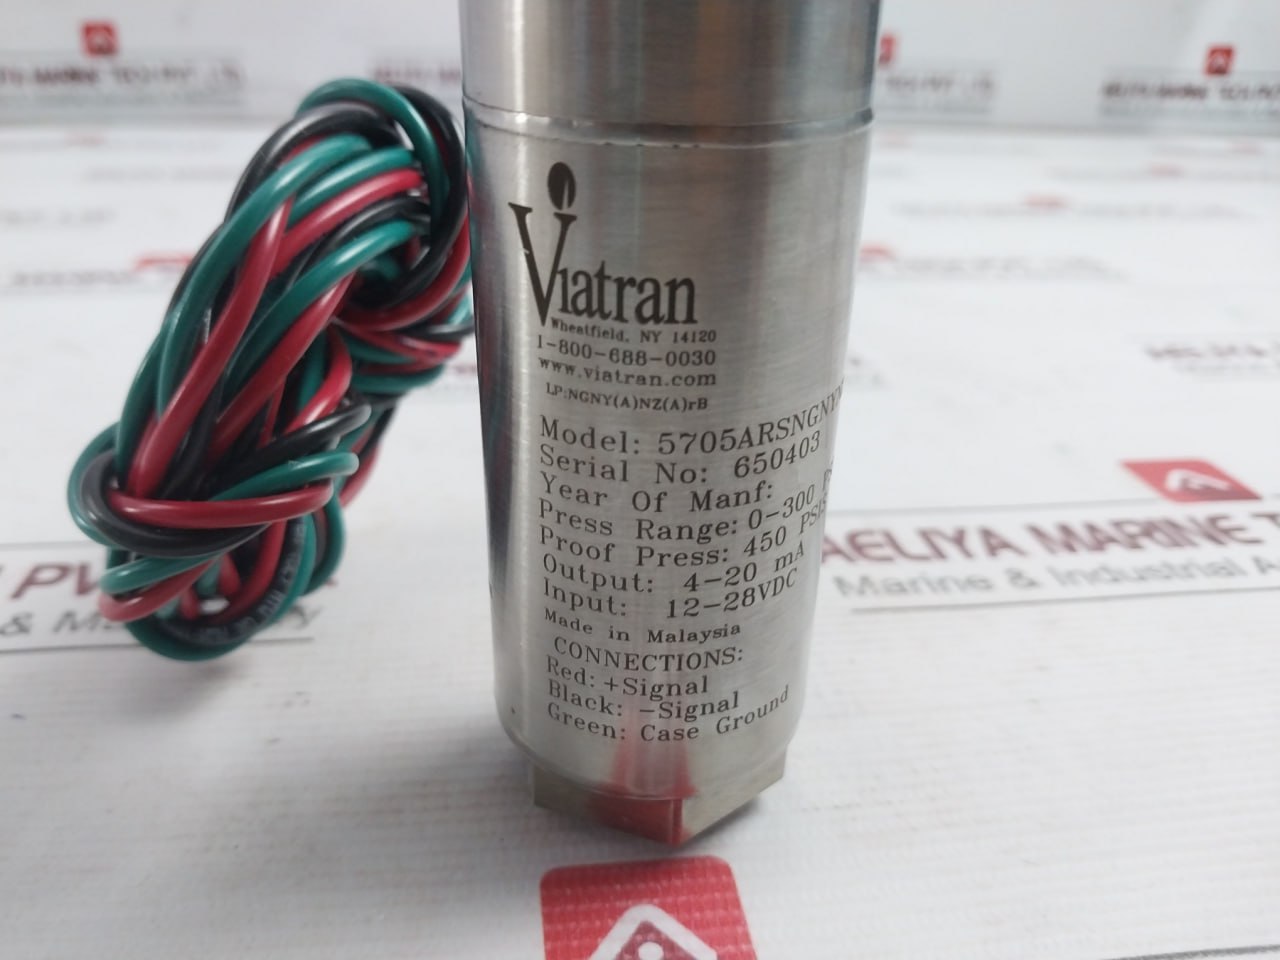 Viatran
Wheatfield, NY 14120
1-800-688-0030
www.viatran.com
LP:NGNY(A)NZ(A)rB
Model: 5705ARSNGNY
Serial No: 650403
Year Of Manf:
Press Range: 0-300
Proof Press: 450 PSIS
Output: 4-20 mA
Input: 12-28VDC
Made in Malaysia
CONNECTIONS:
Red: +Signal
Black: -Signal
Green: Case Ground
AELIYA MARINE
Marine & Industrial